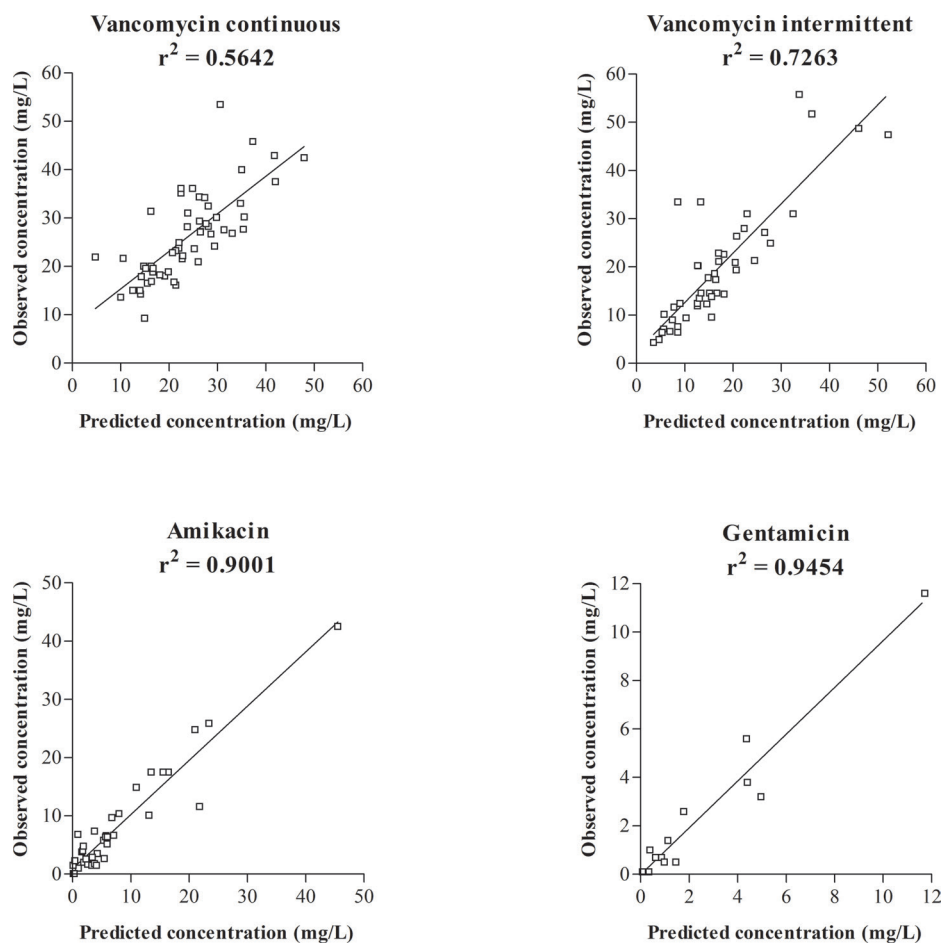 Vancomycin continuous
r² = 0.5642
Observed concentration (mg/L)
60
50
40
30
20
10
0
0 10 20 30 40 50 60
Predicted concentration (mg/L)
Vancomycin intermittent
r² = 0.7263
Observed concentration (mg/L)
60
50
40
30
20
10
0
0 10 20 30 40 50 60
Predicted concentration (mg/L)
Amikacin
r² = 0.9001
Observed concentration (mg/L)
50
40
30
20
10
0
0 10 20 30 40 50
Predicted concentration (mg/L)
Gentamicin
r² = 0.9454
Observed concentration (mg/L)
12
10
8
6
4
2
0
0 2 4 6 8 10 12
Predicted concentration (mg/L)